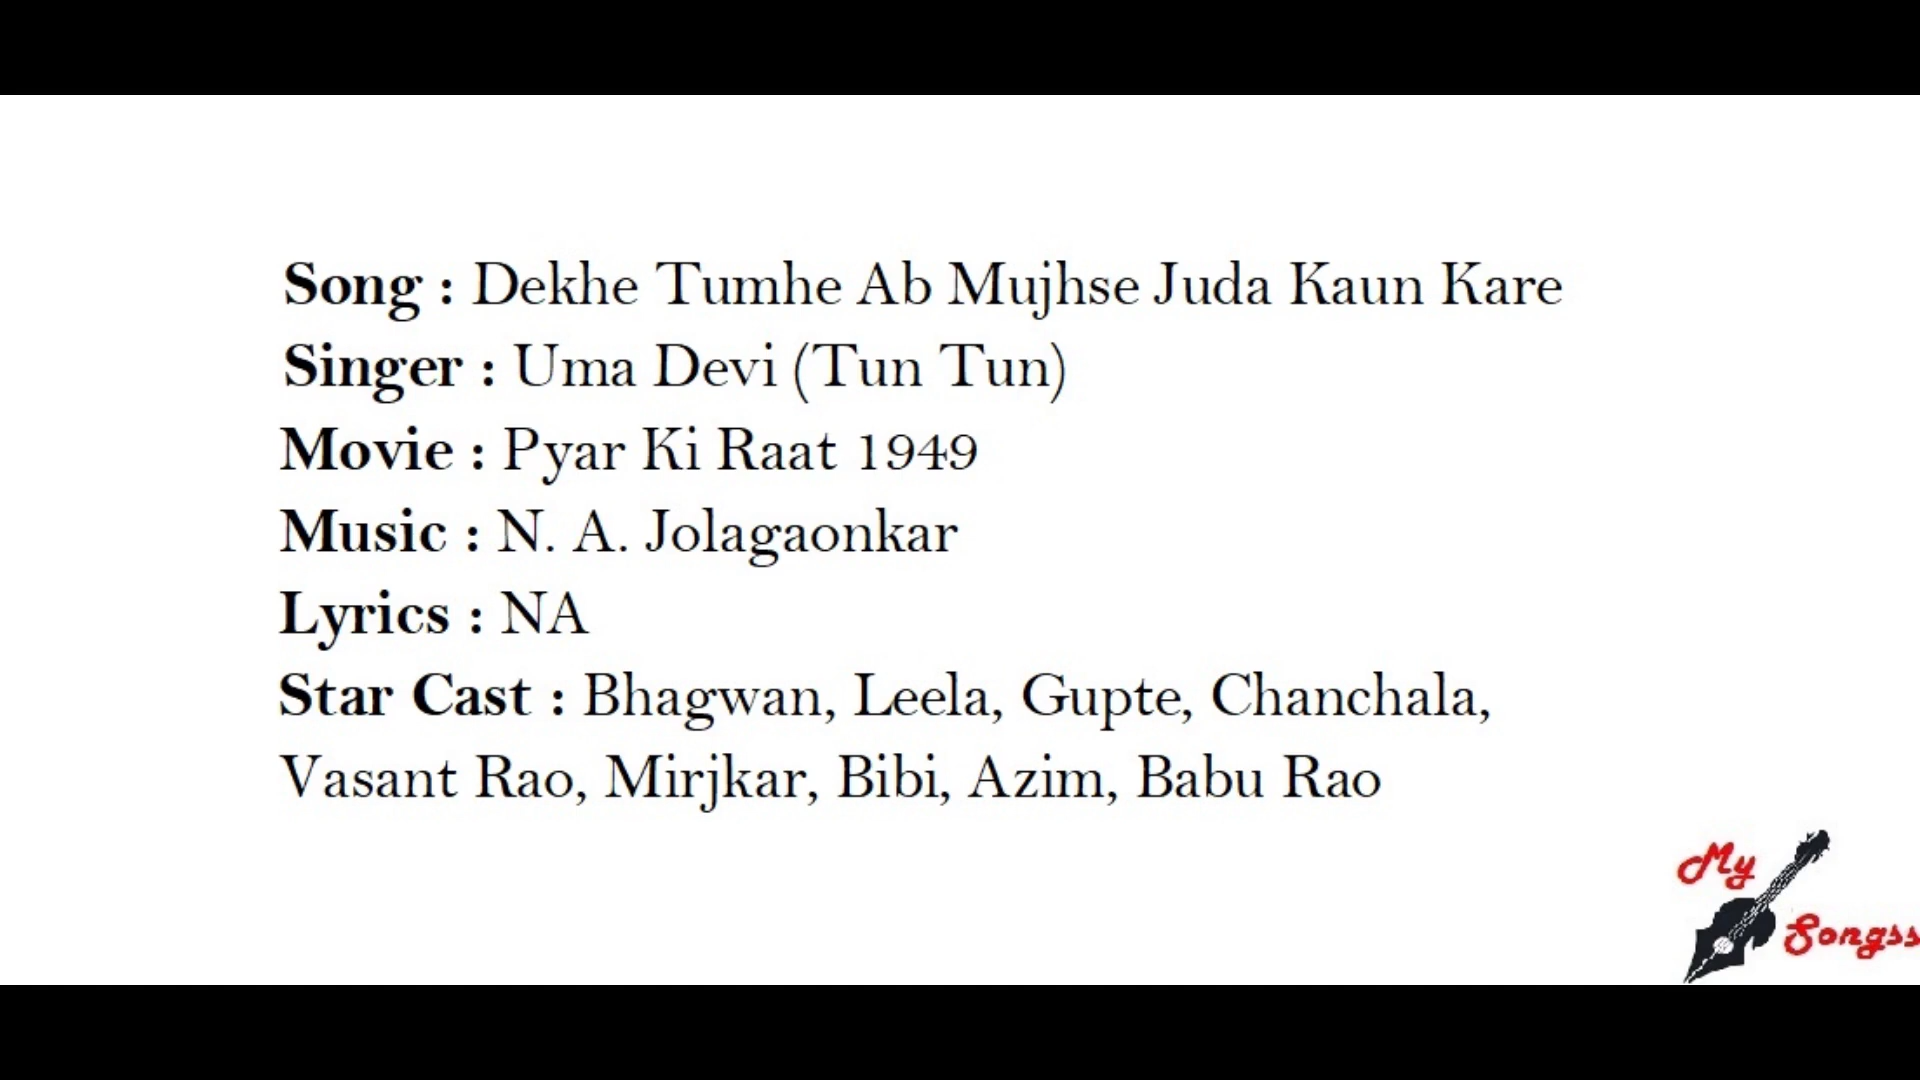 Song : Dekhe Tumhe Ab Mujhse Juda Kaun Kare
Singer : Uma Devi (Tun Tun)
Movie : Pyar Ki Raat 1949
Music : N. A. Jolagaonkar
Lyrics : NA
Star Cast : Bhagwan, Leela, Gupte, Chanchala,
Vasant Rao, Mirjkar, Bibi, Azim, Babu Rao
My
Songss